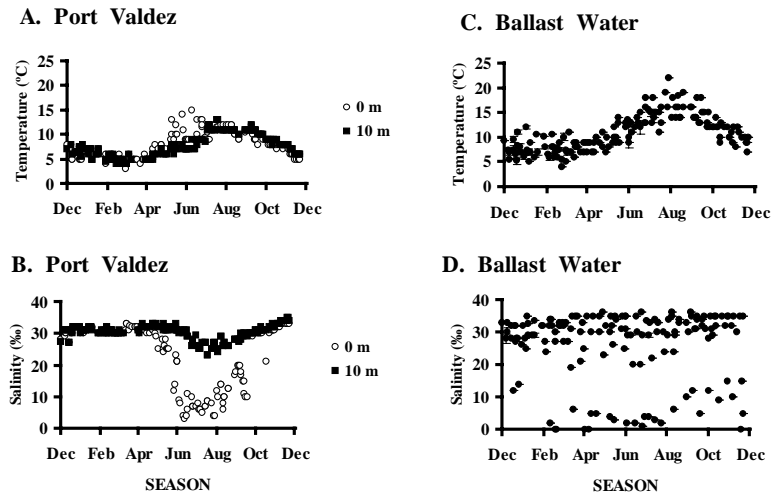 A. Port Valdez
Temperature (ºC)
25
20
15
10
5
0
Dec Feb Apr Jun Aug Oct Dec
0 m
10 m
C. Ballast Water
Temperature (ºC)
25
20
15
10
5
0
Dec Feb Apr Jun Aug Oct Dec
B. Port Valdez
Salinity (‰)
40
30
20
10
0
Dec Feb Apr Jun Aug Oct Dec
SEASON
0 m
10 m
D. Ballast Water
Salinity (‰)
40
30
20
10
0
Dec Feb Apr Jun Aug Oct Dec
SEASON